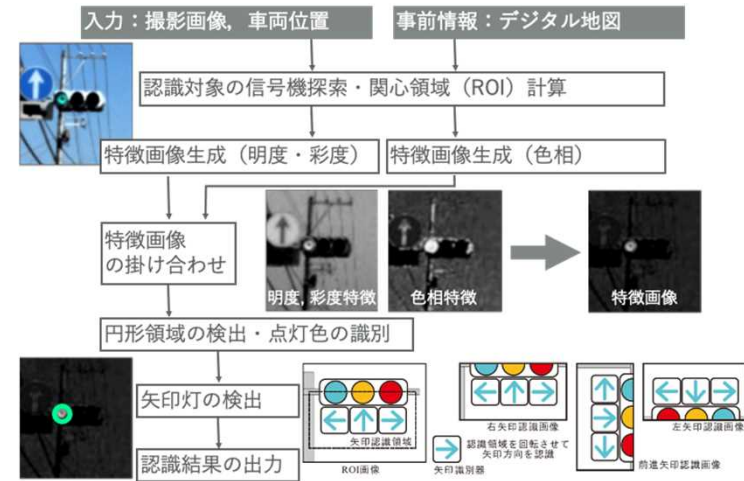 入力：撮影画像, 車両位置
事前情報：デジタル地図
認識対象の信号機探索・関心領域（ROI）計算
特徴画像生成（明度・彩度）
特徴画像生成（色相）
特徴画像
の掛け合わせ
明度, 彩度特徴
色相特徴
特徴画像
円形領域の検出・点灯色の識別
矢印灯の検出
認識結果の出力
矢印認識領域
ROI画像
右矢印認識画像
矢印識別器
認識領域を回転させて
矢印方向を認識
前進矢印認識画像
左矢印認識画像